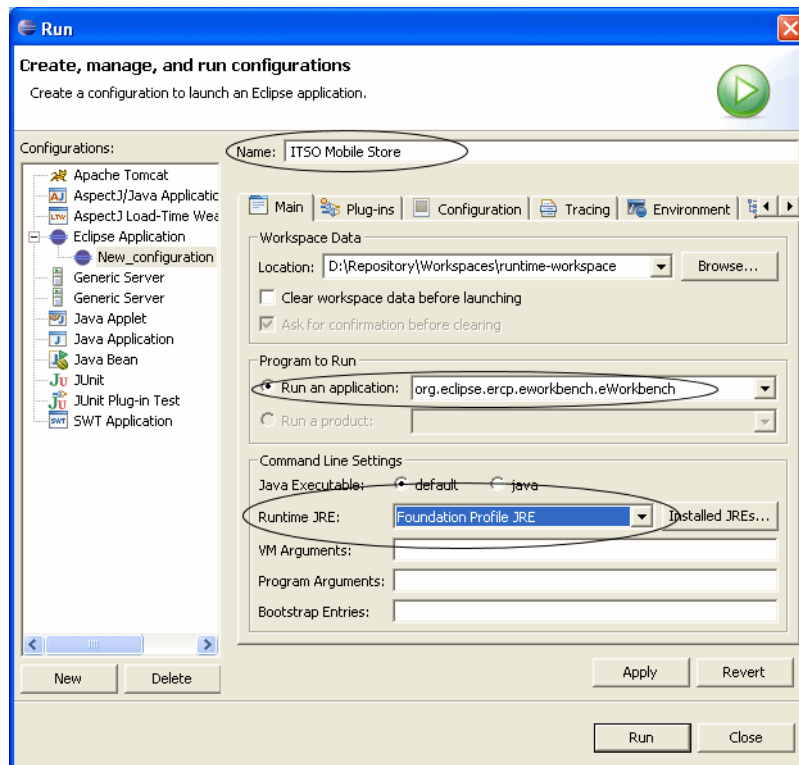 Run
Create, manage, and run configurations
Create a configuration to launch an Eclipse application.
Configurations:
Apache Tomcat
AspectJ/Java Applicatic
AspectJ Load-Time Wea
Eclipse Application
New_configuration
Generic Server
Generic Server
Java Applet
Java Application
Java Bean
JUnit
JUnit Plug-in Test
SWT Application
New
Delete
Name: ITSO Mobile Store
Main Plug-ins Configuration Tracing Environment
Workspace Data
Location: D:\Repository\Workspaces\runtime-workspace Browse...
Clear workspace data before launching
Ask for confirmation before clearing
Program to Run
Run an application: org.eclipse.ercp.eworkbench.eWorkbench
Run a product:
Command Line Settings
Java Executable: default java
Runtime JRE: Foundation Profile JRE Installed JREs...
VM Arguments:
Program Arguments:
Bootstrap Entries:
Apply Revert
Run Close